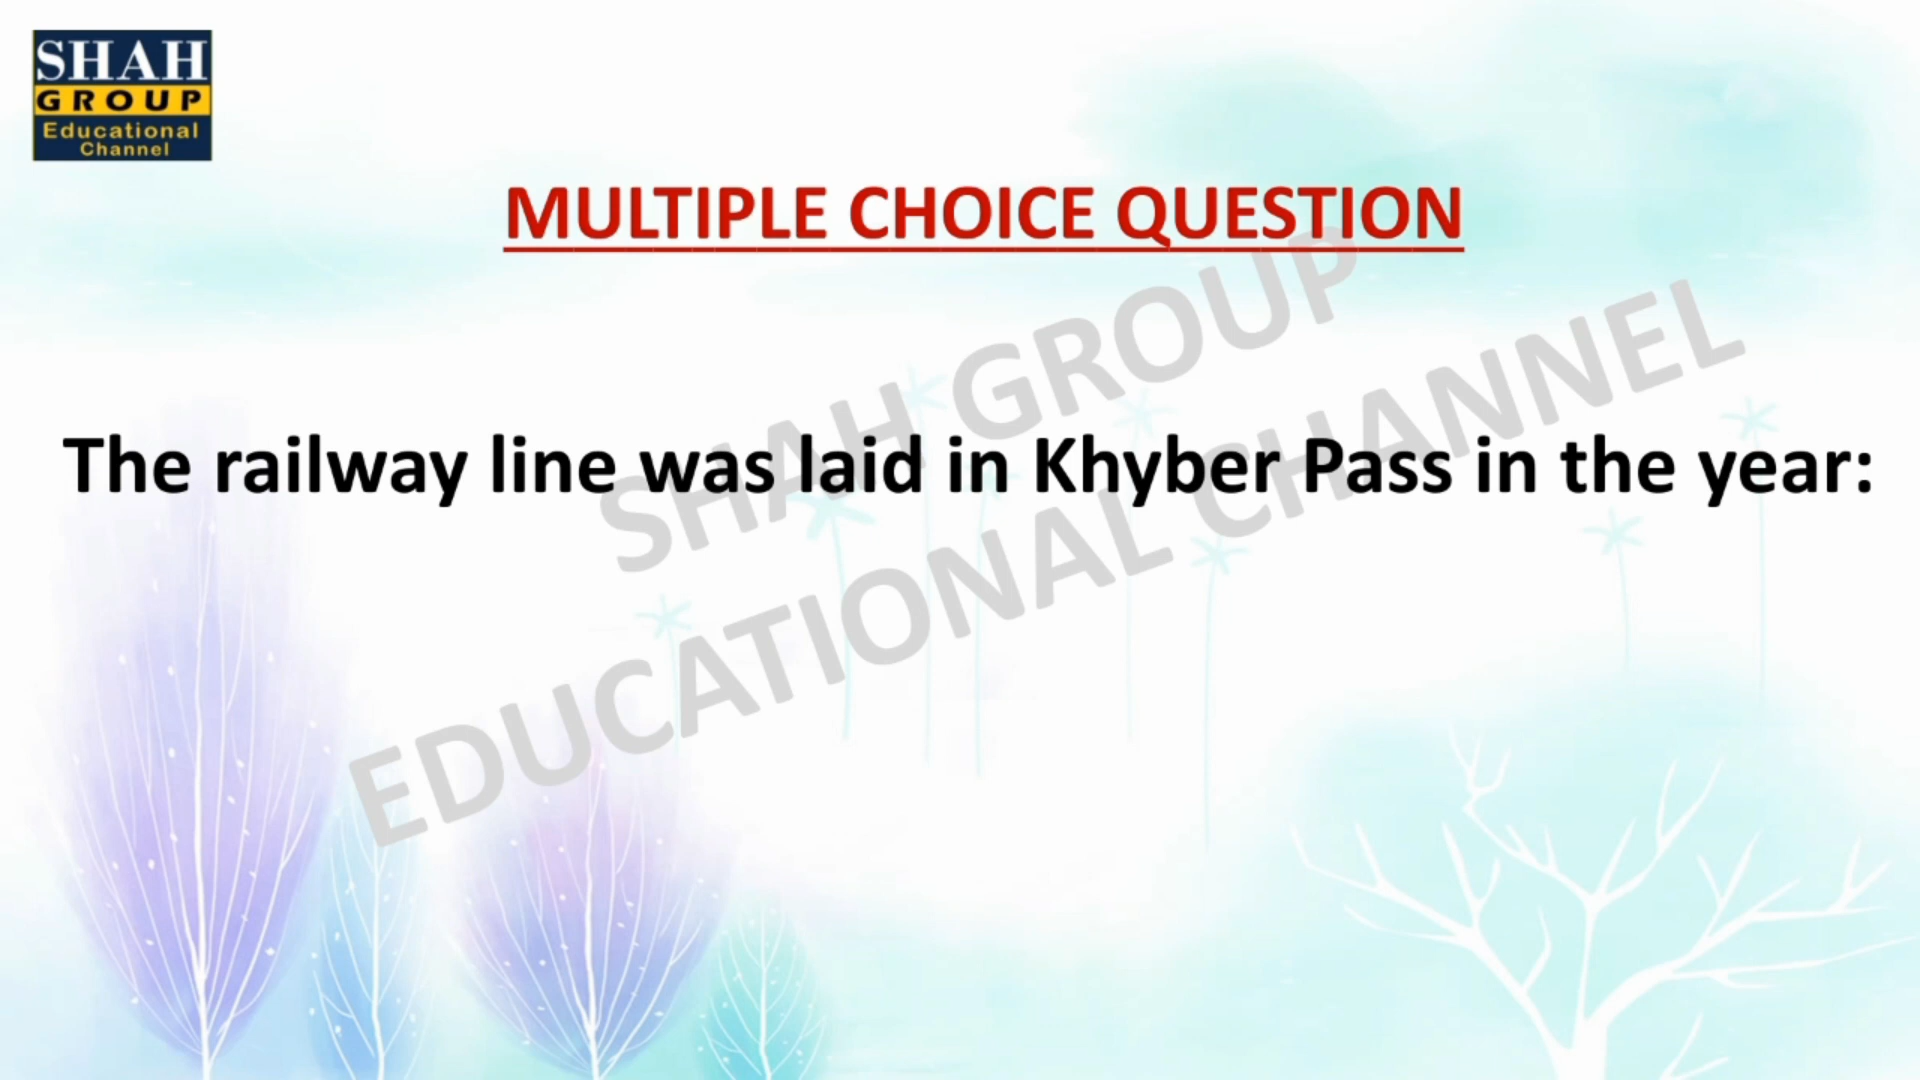 SHAH
GROUP
Educational
Channel
MULTIPLE CHOICE QUESTION
The railway line was laid in Khyber Pass in the year:
SHAH GROUP
EDUCATIONAL CHANNEL